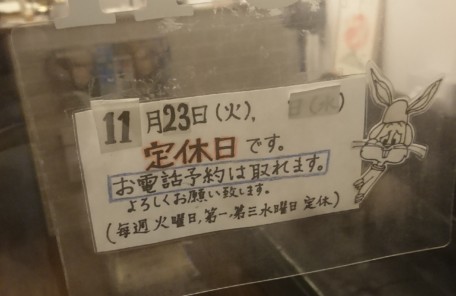 11月23日(火),
定休日です。
お電話予約は取れます。
よろしくお願い致します。
(毎週火曜日,第一,第三水曜日定休)